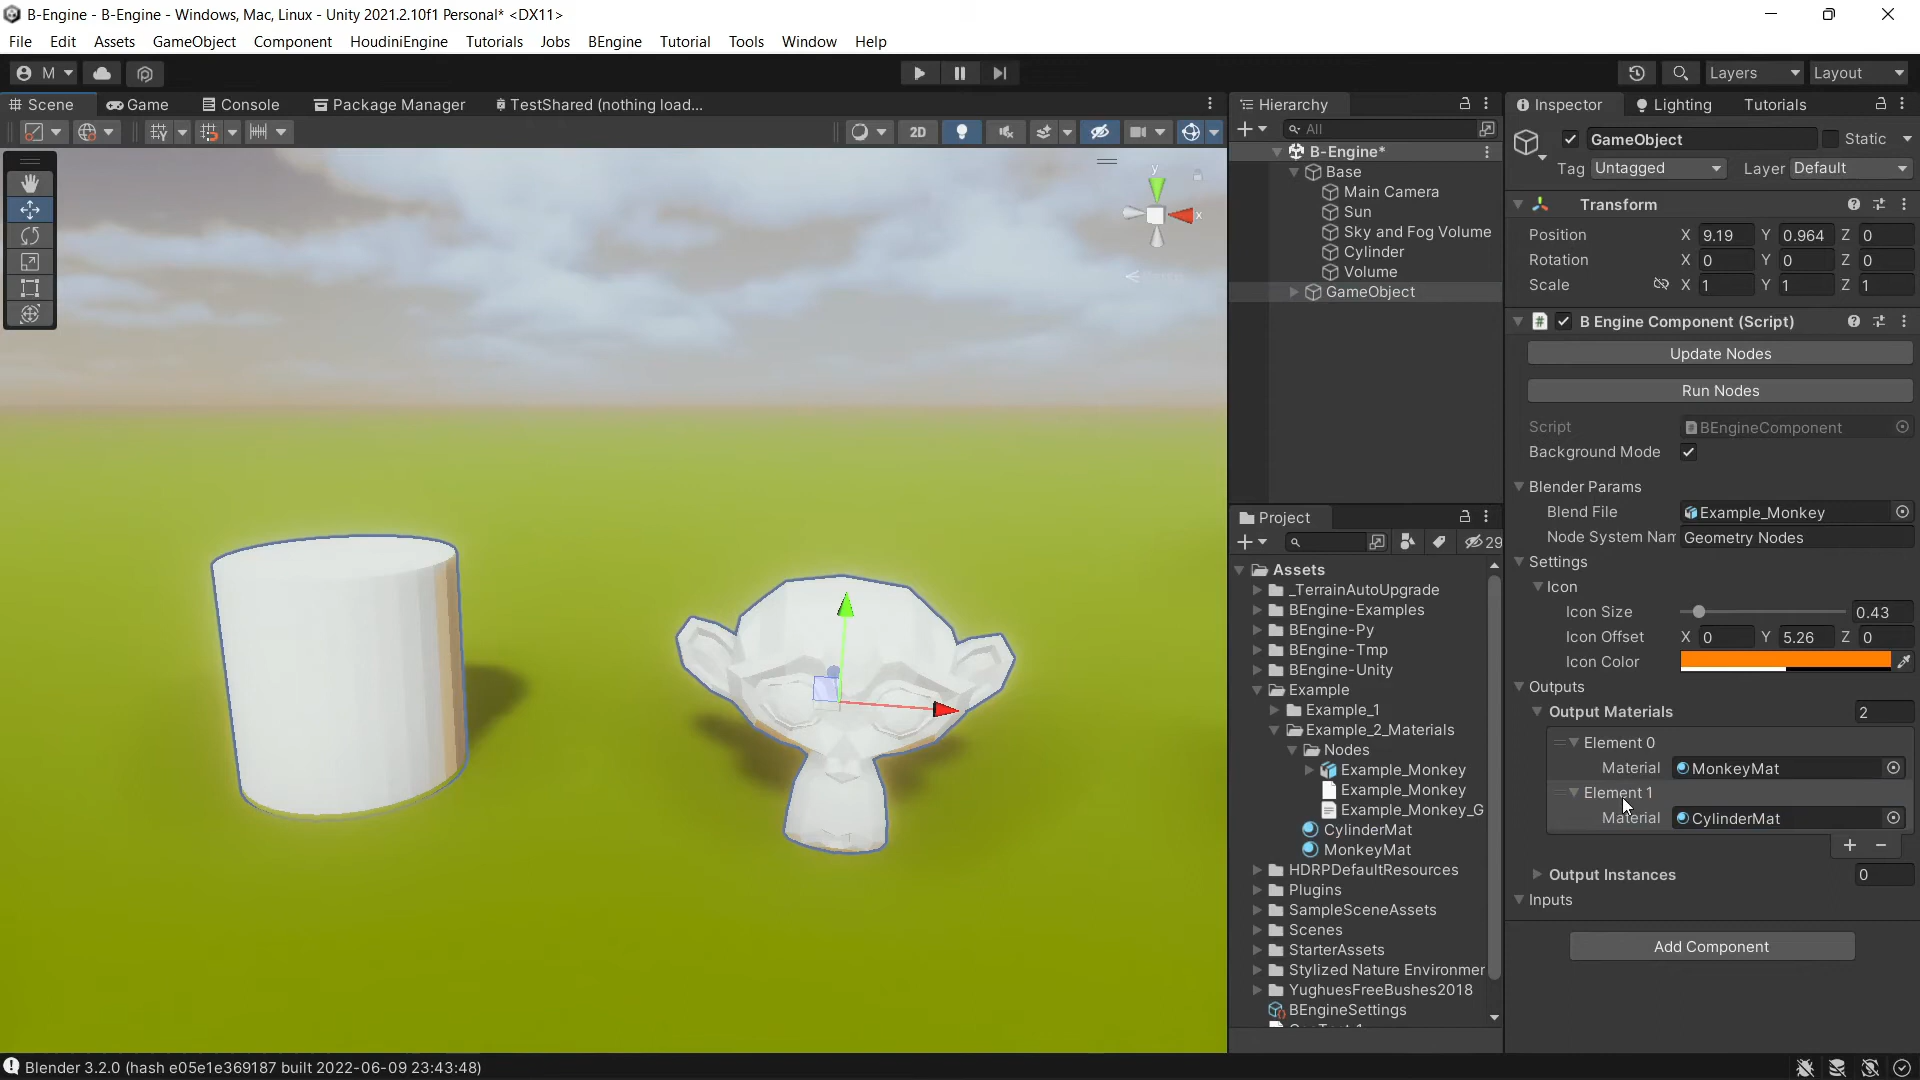 B-Engine - B-Engine - Windows, Mac, Linux - Unity 2021.2.10f1 Personal* <DX11>
File Edit Assets GameObject Component HoudiniEngine Tutorials Jobs BEngine Tutorial Tools Window Help
M
Layers Layout
Scene Game Console Package Manager TestShared (nothing load...
2D
y
x
Hierarchy
All
B-Engine*
Base
Main Camera
Sun
Sky and Fog Volume
Cylinder
Volume
GameObject
Project
29
Assets
_TerrainAutoUpgrade
BEngine-Examples
BEngine-Py
BEngine-Tmp
BEngine-Unity
Example
Example_1
Example_2_Materials
Nodes
Example_Monkey
Example_Monkey
Example_Monkey_G
CylinderMat
MonkeyMat
HDRPDefaultResources
Plugins
SampleSceneAssets
Scenes
StarterAssets
Stylized Nature Environmer
YughuesFreeBushes2018
BEngineSettings
Inspector Lighting Tutorials
GameObject Static
Tag Untagged Layer Default
Transform
Position X 9.19 Y 0.964 Z 0
Rotation X 0 Y 0 Z 0
Scale X 1 Y 1 Z 1
B Engine Component (Script)
Update Nodes
Run Nodes
Script BEngineComponent
Background Mode
Blender Params
Blend File Example_Monkey
Node System Nam Geometry Nodes
Settings
Icon
Icon Size 0.43
Icon Offset X 0 Y 5.26 Z 0
Icon Color
Outputs
Output Materials 2
Element 0
Material MonkeyMat
Element 1
Material CylinderMat
Output Instances 0
Inputs
Add Component
Blender 3.2.0 (hash e05e1e369187 built 2022-06-09 23:43:48)